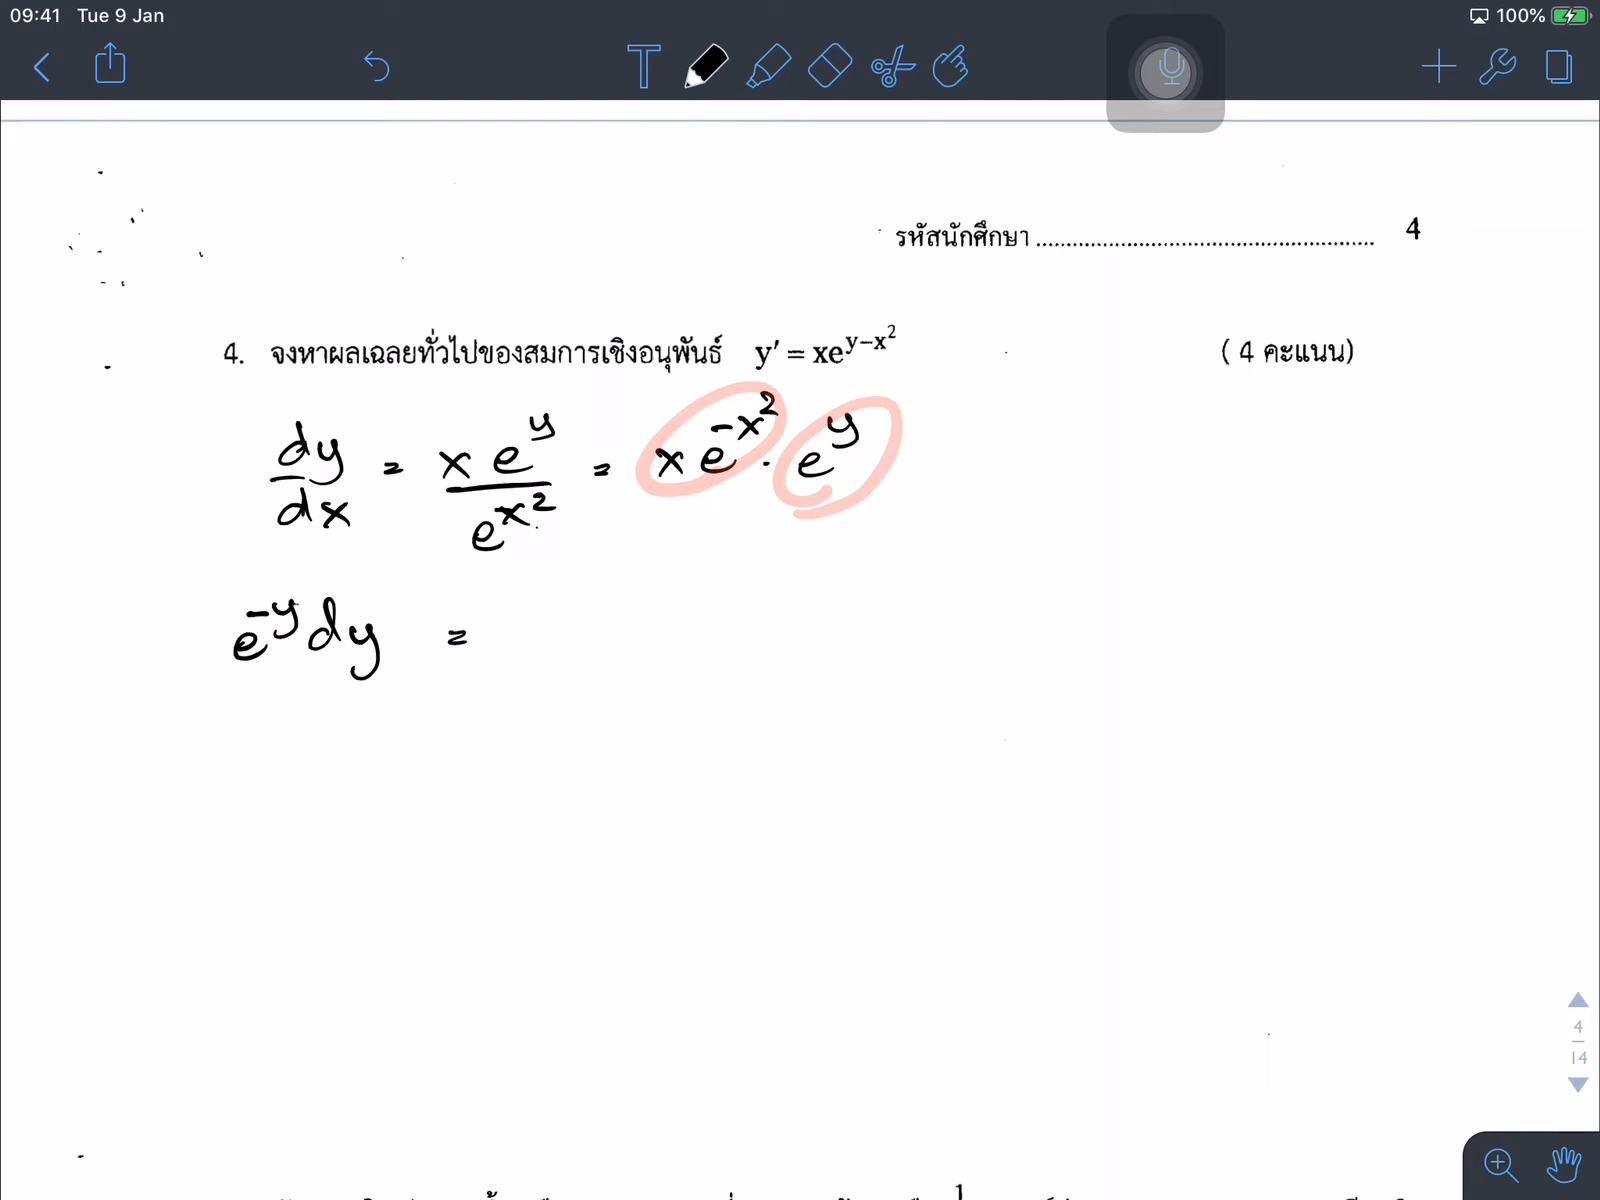 09:41 Tue 9 Jan 100%
รหัสนักศึกษา ........................................................ 4
4. จงหาผลเฉลยทั่วไปของสมการเชิงอนุพันธ์ y′ = xe^{y−x²} ( 4 คะแนน)
dy/dx = x e^y / e^{x²} = x e^{-x²} · e^y
e^{-y} dy =
4
14